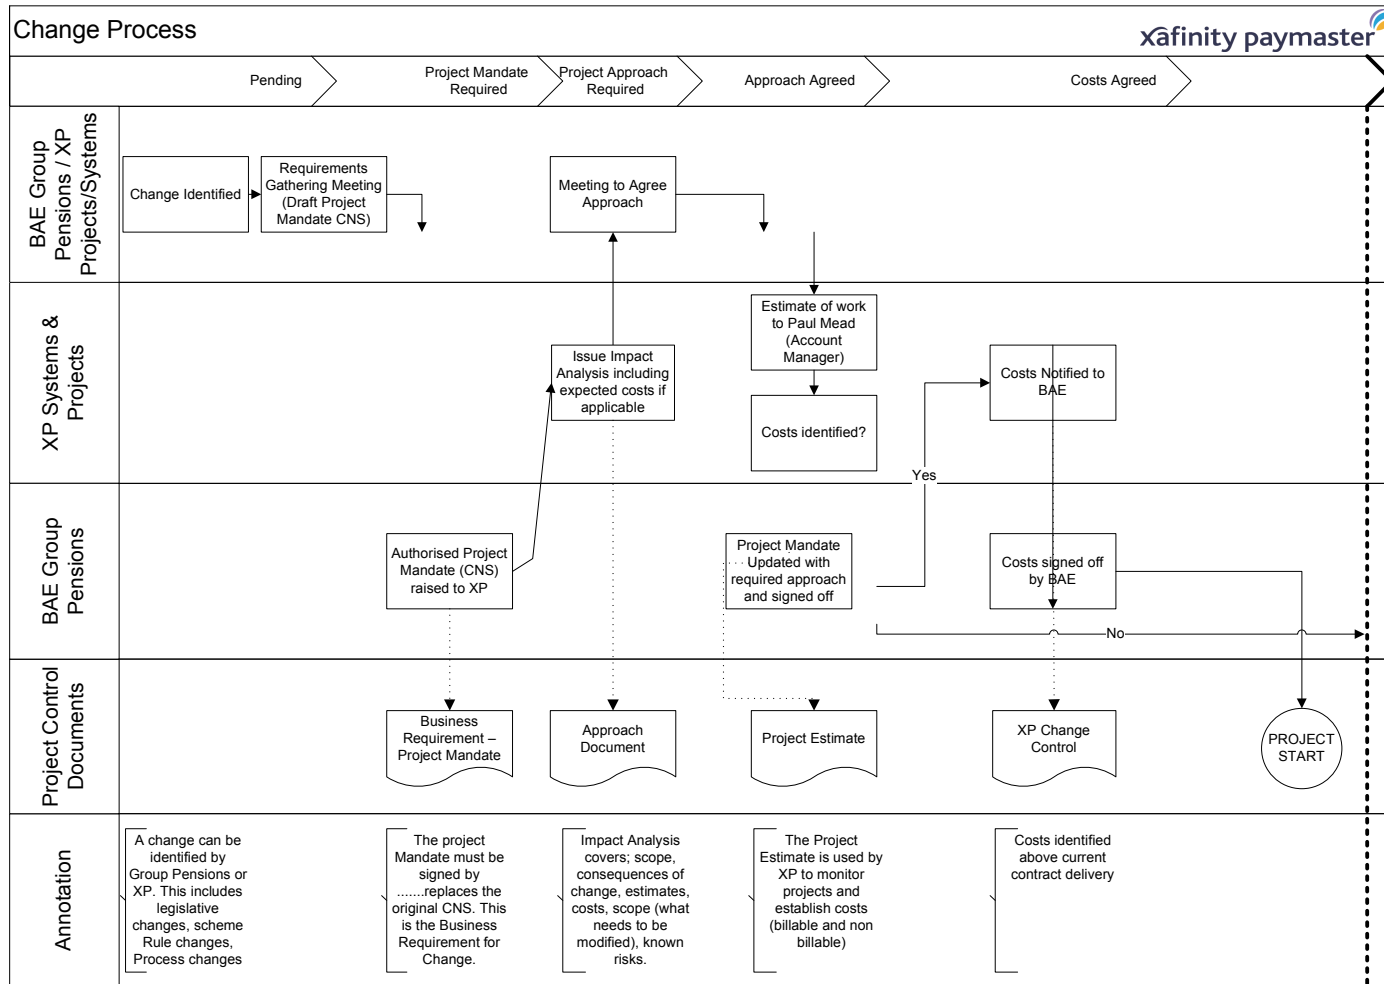 Change Process
xafinity paymaster
Pending
Project Mandate
Required
Project Approach
Required
Approach Agreed
Costs Agreed
BAE Group
Pensions / XP
Projects/Systems
Change Identified
Requirements
Gathering Meeting
(Draft Project
Mandate CNS)
Meeting to Agree
Approach
XP Systems &
Projects
Issue Impact
Analysis including
expected costs if
applicable
Estimate of work
to Paul Mead
(Account
Manager)
Costs identified?
Costs Notified to
BAE
Yes
BAE Group
Pensions
Authorised Project
Mandate (CNS)
raised to XP
Project Mandate
Updated with
required approach
and signed off
Costs signed off
by BAE
No
Project Control
Documents
Business
Requirement –
Project Mandate
Approach
Document
Project Estimate
XP Change
Control
PROJECT
START
Annotation
A change can be
identified by
Group Pensions or
XP. This includes
legislative
changes, scheme
Rule changes,
Process changes
The project
Mandate must be
signed by
.......replaces the
original CNS. This
is the Business
Requirement for
Change.
Impact Analysis
covers; scope,
consequences of
change, estimates,
costs, scope (what
needs to be
modified), known
risks.
The Project
Estimate is used by
XP to monitor
projects and
establish costs
(billable and non
billable)
Costs identified
above current
contract delivery